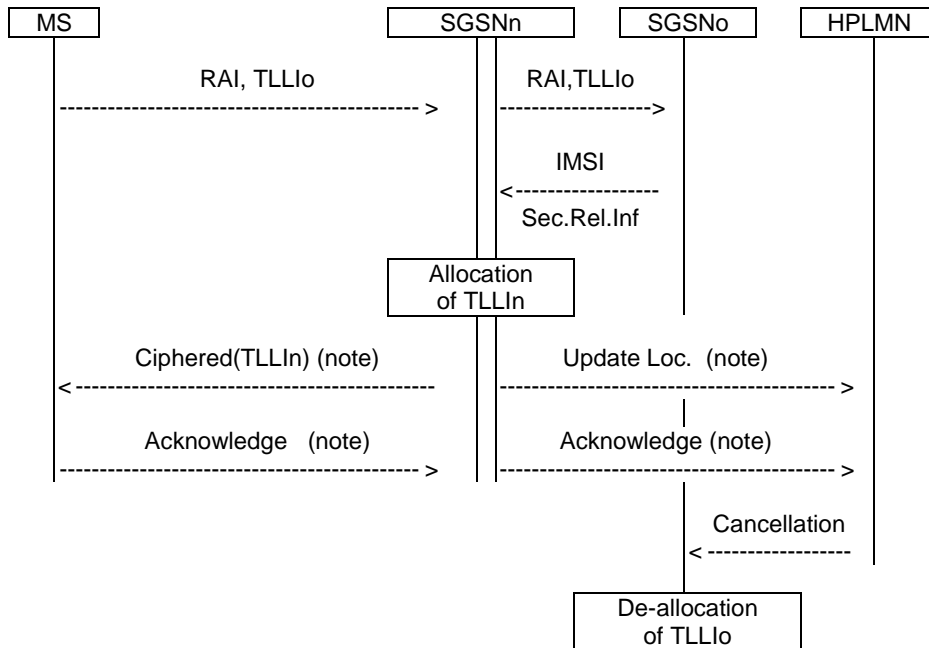 MS SGSNn SGSNo HPLMN
RAI, TLLIo RAI,TLLIo
IMSI
Sec.Rel.Inf
Allocation
of TLLIn
Ciphered(TLLIn) (note) Update Loc. (note)
Acknowledge (note) Acknowledge (note)
Cancellation
De-allocation
of TLLIo